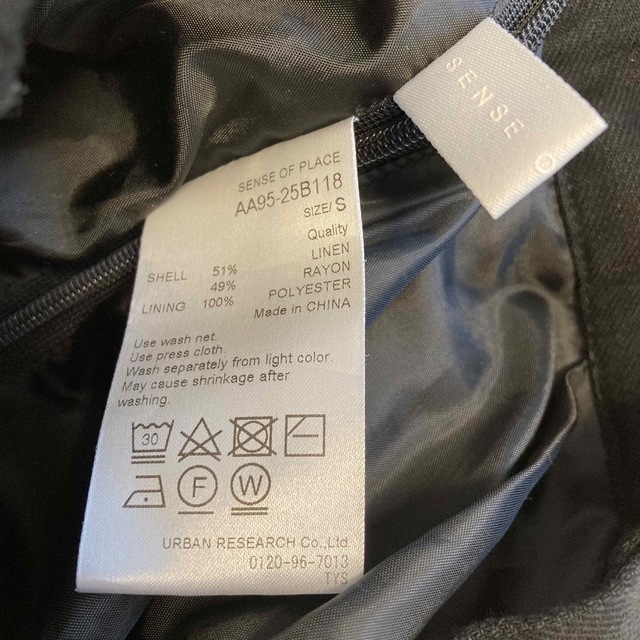 SENSE
SENSE OF PLACE
AA95-25B118
SIZE/ S
Quality
SHELL 51% LINEN
49% RAYON
LINING 100% POLYESTER
Made in CHINA
Use wash net.
Use press cloth.
Wash separately from light color.
May cause shrinkage after
washing.
30
F W
URBAN RESEARCH Co.,Ltd.
0120-96-7013
TYS